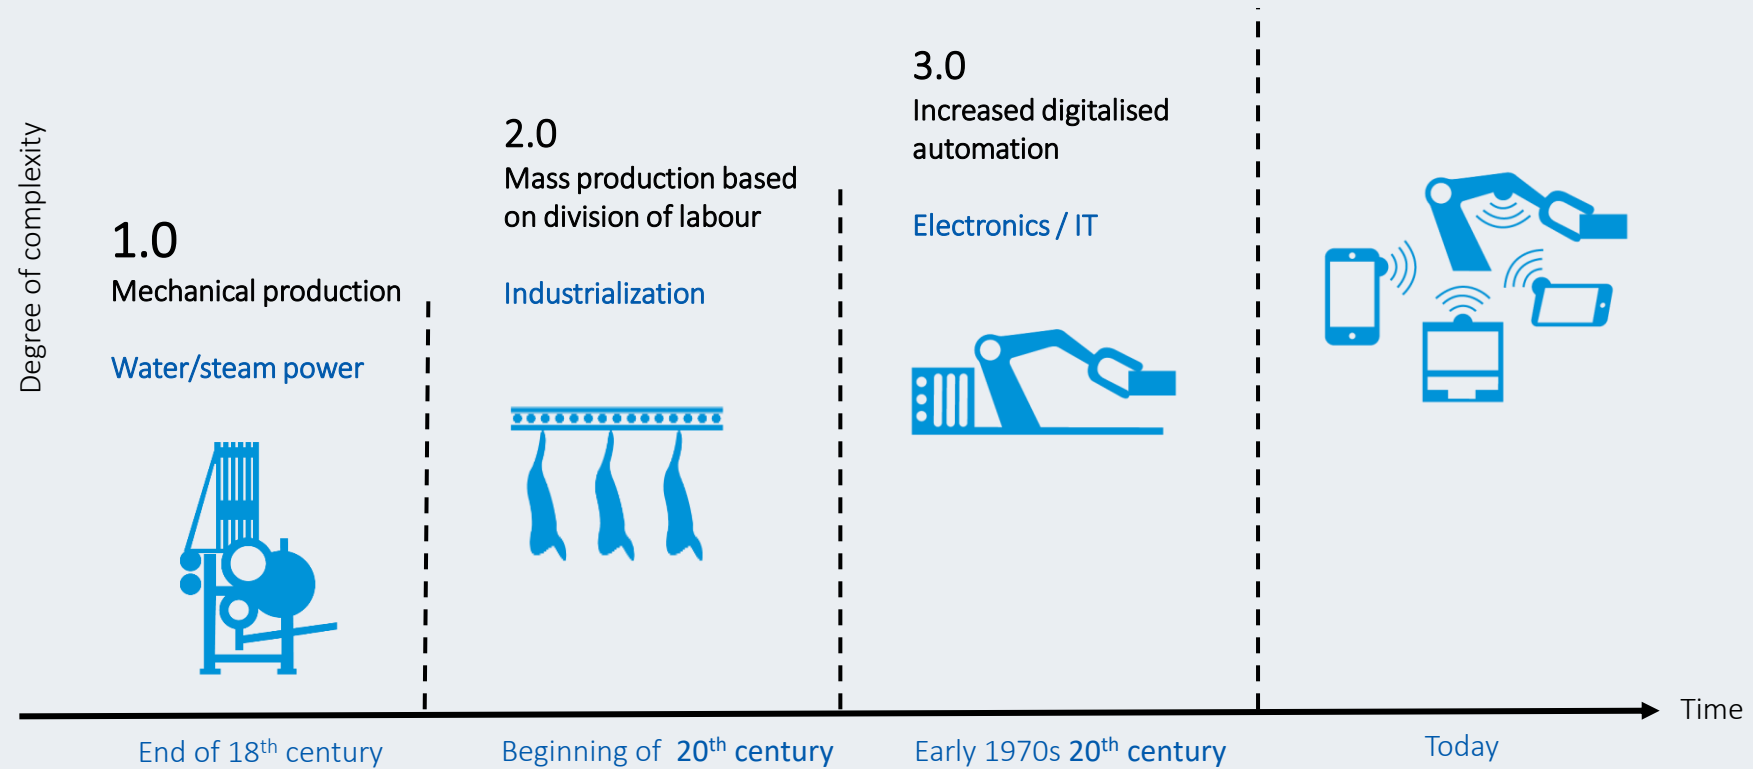 Degree of complexity
1.0
Mechanical production
Water/steam power
2.0
Mass production based
on division of labour
Industrialization
3.0
Increased digitalised
automation
Electronics / IT
Time
End of 18th century
Beginning of 20th century
Early 1970s 20th century
Today